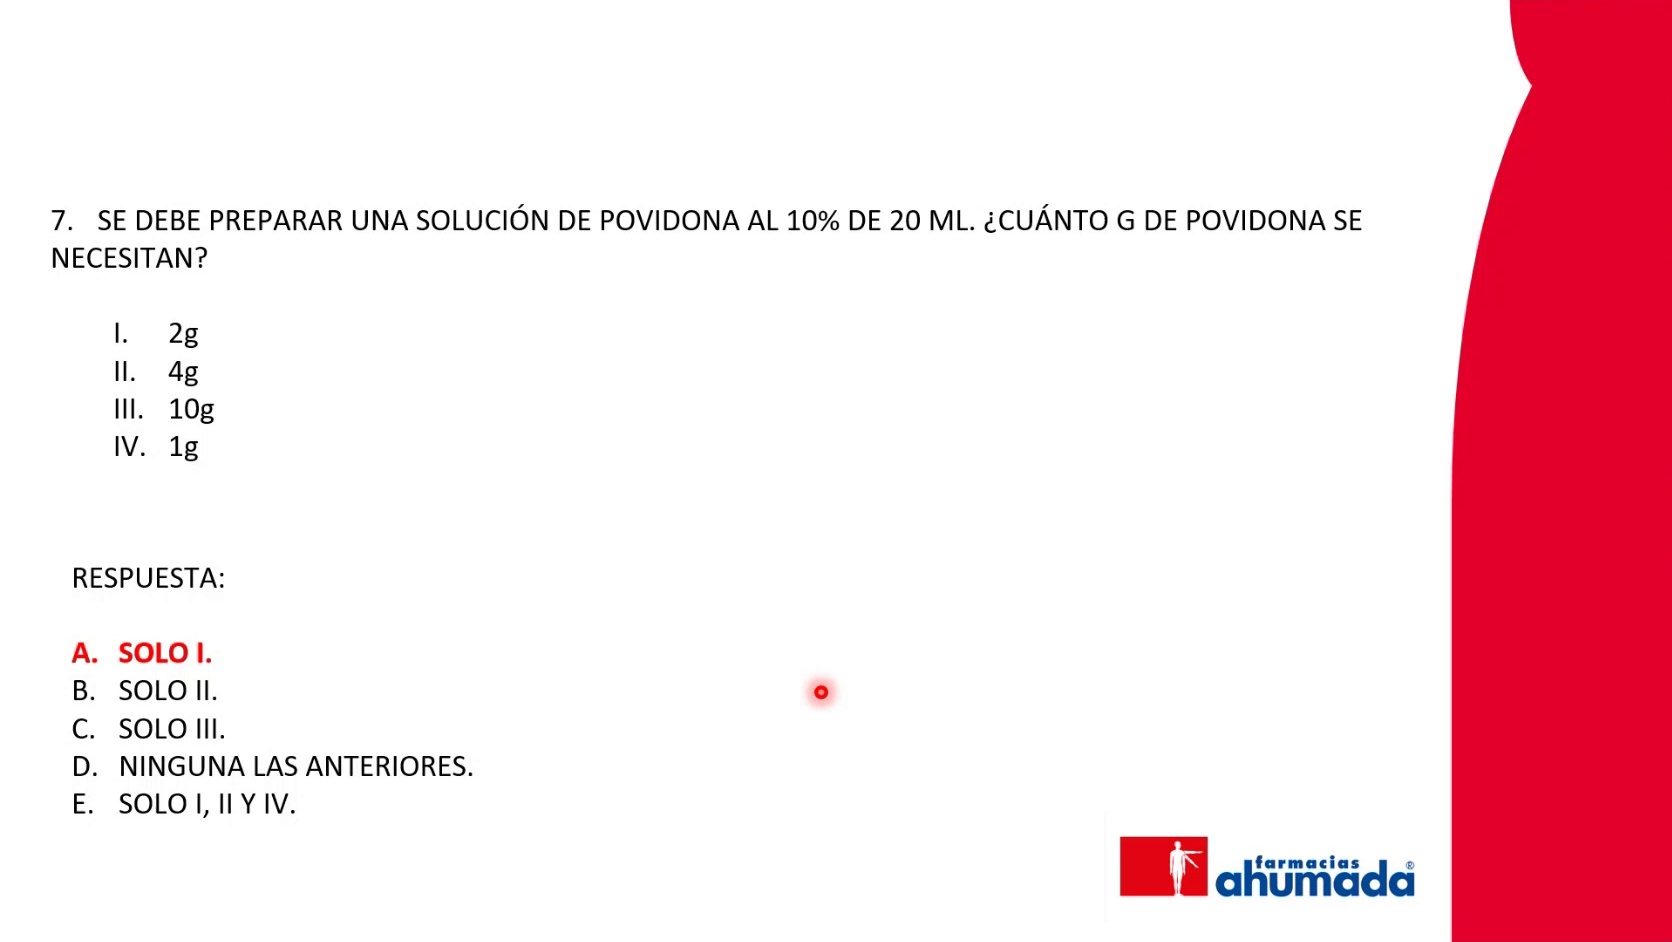 7. SE DEBE PREPARAR UNA SOLUCIÓN DE POVIDONA AL 10% DE 20 ML. ¿CUÁNTO G DE POVIDONA SE
NECESITAN?
I. 2g
II. 4g
III. 10g
IV. 1g
RESPUESTA:
A. SOLO I.
B. SOLO II.
C. SOLO III.
D. NINGUNA LAS ANTERIORES.
E. SOLO I, II Y IV.
farmacias
ahumada®